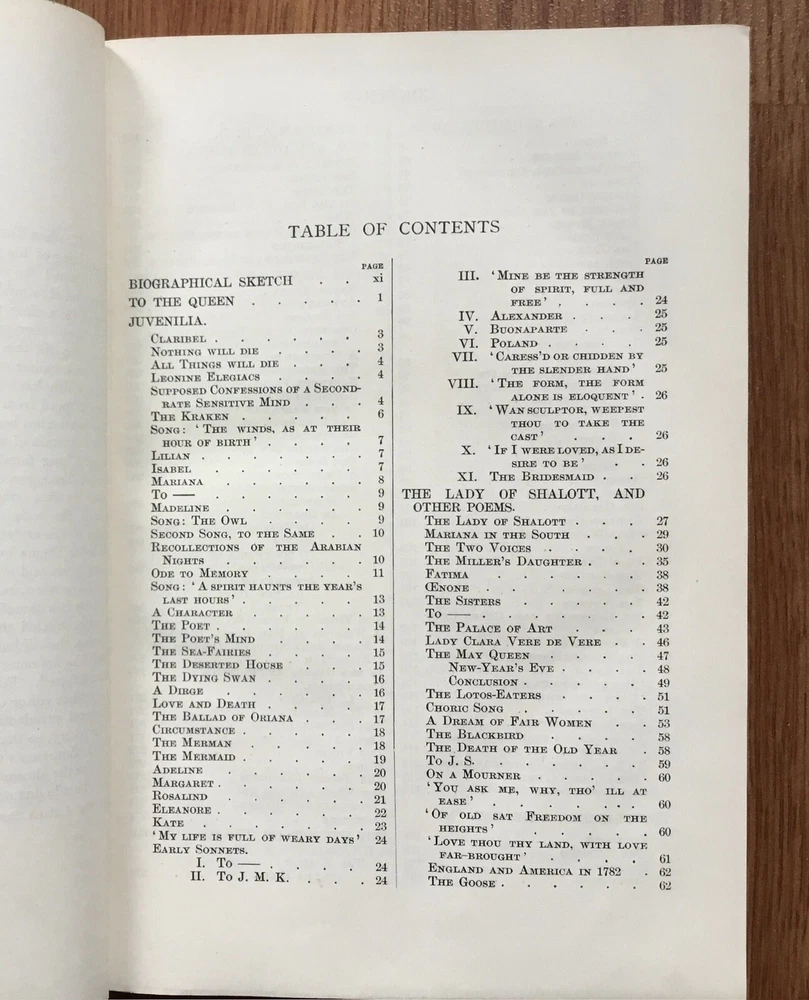 TABLE OF CONTENTS
PAGE
BIOGRAPHICAL SKETCH . . xi
TO THE QUEEN . . . . . 1
JUVENILIA.
CLARIBEL . . . . . . 3
NOTHING WILL DIE . . . . 3
ALL THINGS WILL DIE . . . 4
LEONINE ELEGIACS . . . . 4
SUPPOSED CONFESSIONS OF A SECOND-
RATE SENSITIVE MIND . . . 4
THE KRAKEN . . . . . 6
SONG: ‘THE WINDS, AS AT THEIR
HOUR OF BIRTH’ . . . . 7
LILIAN . . . . . . . 7
ISABEL . . . . . . 7
MARIANA . . . . . . 8
TO — . . . . . . 9
MADELINE . . . . . . 9
SONG: THE OWL . . . . 9
SECOND SONG, TO THE SAME . . 10
RECOLLECTIONS OF THE ARABIAN
NIGHTS . . . . . . 10
ODE TO MEMORY . . . . 11
SONG: ‘A SPIRIT HAUNTS THE YEAR’S
LAST HOURS’ . . . . . 13
A CHARACTER . . . . . 13
THE POET . . . . . . 14
THE POET’S MIND . . . . 14
THE SEA-FAIRIES . . . . 15
THE DESERTED HOUSE . . . 15
THE DYING SWAN . . . . 16
A DIRGE . . . . . . 16
LOVE AND DEATH . . . . 17
THE BALLAD OF ORIANA . . . 17
CIRCUMSTANCE . . . . . 18
THE MERMAN . . . . . 18
THE MERMAID . . . . . 19
ADELINE . . . . . . 20
MARGARET . . . . . . 20
ROSALIND . . . . . . 21
ELEANORE . . . . . . 22
KATE . . . . . . . 23
‘MY LIFE IS FULL OF WEARY DAYS’ 24
EARLY SONNETS.
I. TO — . . . . . 24
II. TO J. M. K. . . . 24
PAGE
III. ‘MINE BE THE STRENGTH
OF SPIRIT, FULL AND
FREE’ . . . . 24
IV. ALEXANDER . . . 25
V. BUONAPARTE . . . 25
VI. POLAND . . . . 25
VII. ‘CARESS’D OR CHIDDEN BY
THE SLENDER HAND’ 25
VIII. ‘THE FORM, THE FORM
ALONE IS ELOQUENT’ . 26
IX. ‘WAN SCULPTOR, WEEPEST
THOU TO TAKE THE
CAST’ . . . 26
X. ‘IF I WERE LOVED, AS I DE-
SIRE TO BE’ . . 26
XI. THE BRIDESMAID . . 26
THE LADY OF SHALOTT, AND
OTHER POEMS.
THE LADY OF SHALOTT . . . 27
MARIANA IN THE SOUTH . . . 29
THE TWO VOICES . . . . 30
THE MILLER’S DAUGHTER . . . 35
FATIMA . . . . . . 38
ŒNONE . . . . . . 38
THE SISTERS . . . . . 42
TO — . . . . . . 42
THE PALACE OF ART . . . 43
LADY CLARA VERE DE VERE . . 46
THE MAY QUEEN . . . . 47
NEW-YEAR’S EVE . . . . 48
CONCLUSION . . . . . 49
THE LOTOS-EATERS . . . . 51
CHORIC SONG . . . . . 51
A DREAM OF FAIR WOMEN . . 53
THE BLACKBIRD . . . . 58
THE DEATH OF THE OLD YEAR . 58
TO J. S. . . . . . . 59
ON A MOURNER . . . . . 60
‘YOU ASK ME, WHY, THO’ ILL AT
EASE’ . . . . . . . 60
‘OF OLD SAT FREEDOM ON THE
HEIGHTS’ . . . . . 60
‘LOVE THOU THY LAND, WITH LOVE
FAR-BROUGHT’ . . . . 61
ENGLAND AND AMERICA IN 1782 . 62
THE GOOSE . . . . . . 62